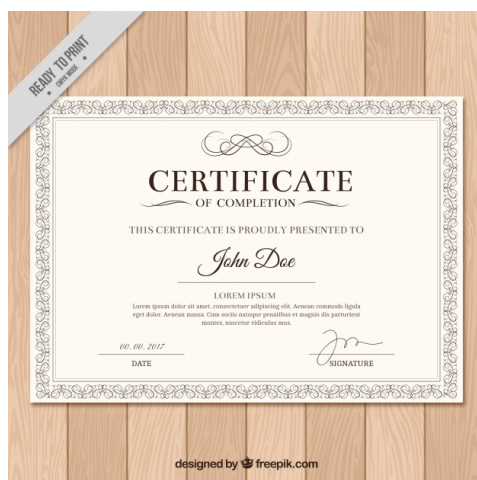 READY TO PRINT
CMYK MODE
CERTIFICATE
OF COMPLETION
THIS CERTIFICATE IS PROUDLY PRESENTED TO
John Doe
LOREM IPSUM
Lorem ipsum dolor sit amet, consectetuer adipiscing elit. Aenean commodo ligula
eget dolor. Aenean massa. Cum sociis natoque penatibus et magnis dis parturient
montes, nascetur ridiculus mus.
00. 00. 2017
DATE
SIGNATURE
designed by freepik.com